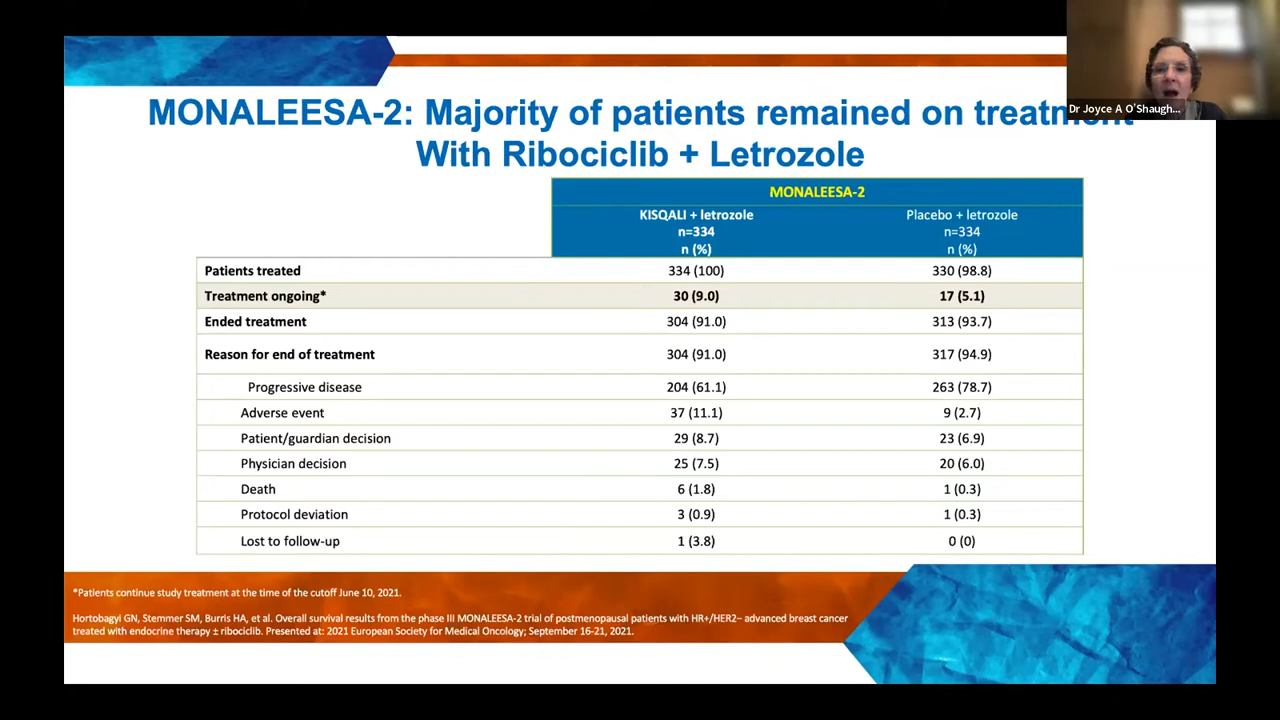 Dr Joyce A O'Shaugh...
MONALEESA-2: Majority of patients remained on treatment
With Ribociclib + Letrozole
MONALEESA-2
KISQALI + letrozole
n=334
n (%)
Placebo + letrozole
n=334
n (%)
Patients treated 334 (100) 330 (98.8)
Treatment ongoing* 30 (9.0) 17 (5.1)
Ended treatment 304 (91.0) 313 (93.7)
Reason for end of treatment 304 (91.0) 317 (94.9)
Progressive disease 204 (61.1) 263 (78.7)
Adverse event 37 (11.1) 9 (2.7)
Patient/guardian decision 29 (8.7) 23 (6.9)
Physician decision 25 (7.5) 20 (6.0)
Death 6 (1.8) 1 (0.3)
Protocol deviation 3 (0.9) 1 (0.3)
Lost to follow-up 1 (3.8) 0 (0)
*Patients continue study treatment at the time of the cutoff June 10, 2021.
Hortobagyi GN, Stemmer SM, Burris HA, et al. Overall survival results from the phase III MONALEESA-2 trial of postmenopausal patients with HR+/HER2− advanced breast cancer
treated with endocrine therapy ± ribociclib. Presented at: 2021 European Society for Medical Oncology; September 16-21, 2021.